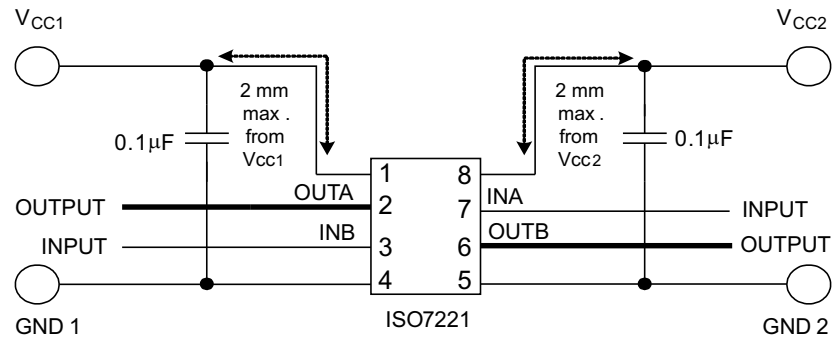 VCC1
VCC2
2 mm
max .
from
Vcc1
2 mm
max .
from
Vcc2
0.1μF
0.1μF
1
8
OUTA
2
7
INA
OUTPUT
INPUT
INB
3
6
OUTB
INPUT
OUTPUT
4
5
GND 1
ISO7221
GND 2